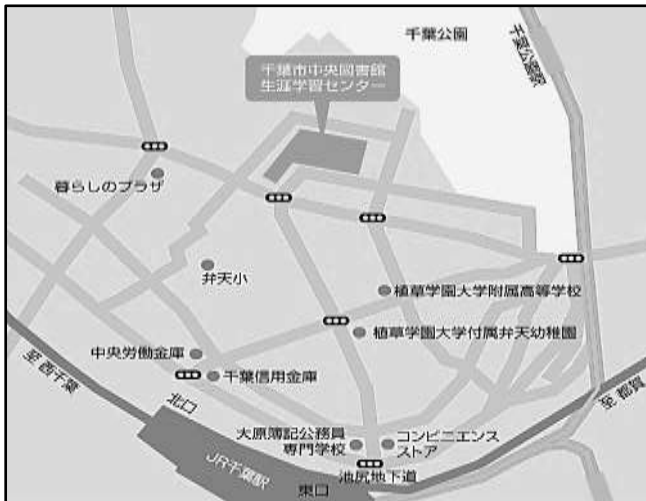 千葉公園
千葉公園駅
千葉市中央図書館
生涯学習センター
暮らしのプラザ
弁天小
植草学園大学附属高等学校
植草学園大学付属弁天幼稚園
中央労働金庫
千葉信用金庫
至 西千葉
至 都賀
北口
大原簿記公務員
専門学校
コンビニエンス
ストア
JR千葉駅
池尻地下道
東口